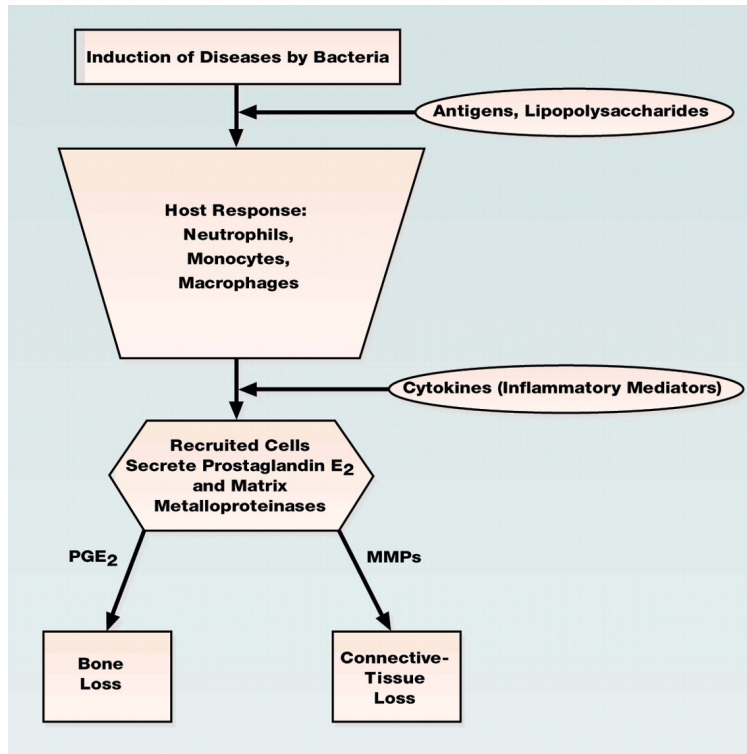 Induction of Diseases by Bacteria
Antigens, Lipopolysaccharides
Host Response:
Neutrophils,
Monocytes,
Macrophages
Cytokines (Inflammatory Mediators)
Recruited Cells
Secrete Prostaglandin E₂
and Matrix
Metalloproteinases
PGE₂
MMPs
Bone
Loss
Connective-
Tissue
Loss